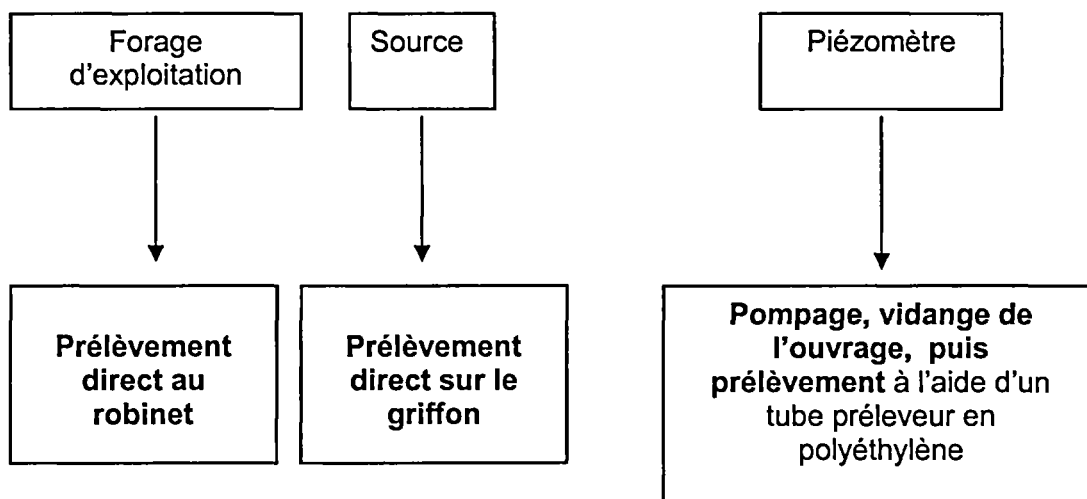 Forage
d'exploitation
Source
Piézomètre
Prélèvement
direct au
robinet
Prélèvement
direct sur le
griffon
Pompage, vidange de
l'ouvrage, puis
prélèvement à l'aide d'un
tube préleveur en
polyéthylène